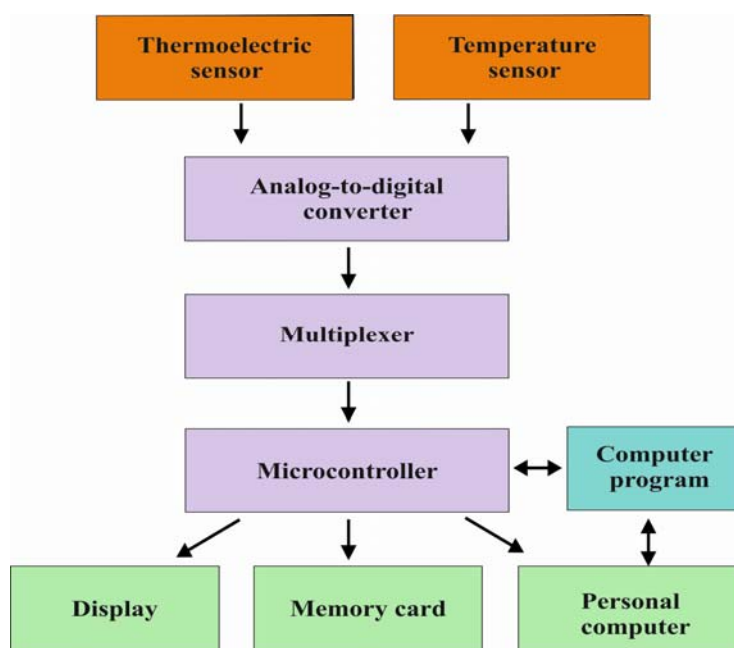 Thermoelectric
sensor
Temperature
sensor
Analog-to-digital
converter
Multiplexer
Microcontroller
Computer
program
Display
Memory card
Personal
computer